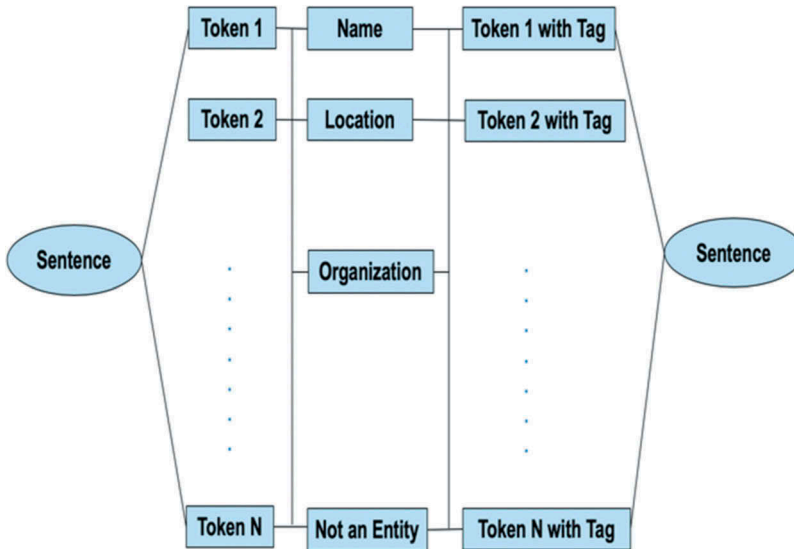 Token 1
Name
Token 1 with Tag
Token 2
Location
Token 2 with Tag
Sentence
Organization
Sentence
Token N
Not an Entity
Token N with Tag